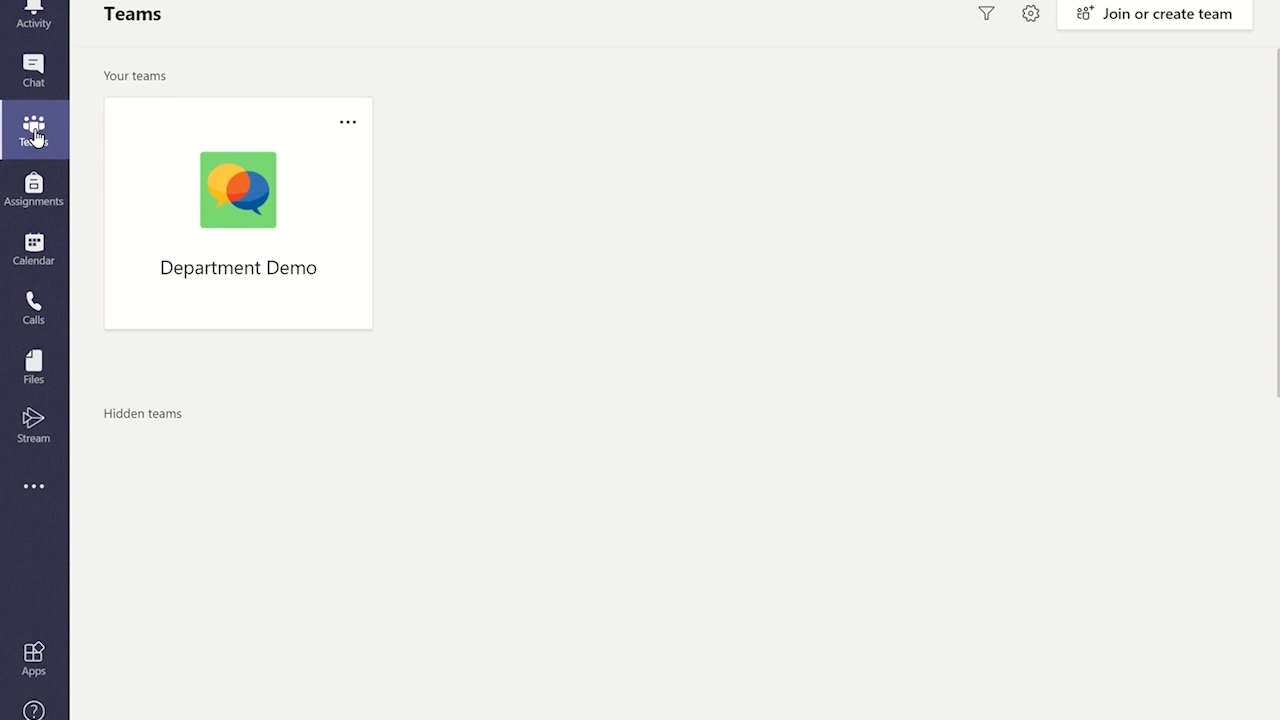 Activity
Chat
Teams
Assignments
Calendar
Calls
Files
Stream
Apps
Teams
Join or create team
Your teams
Department Demo
Hidden teams